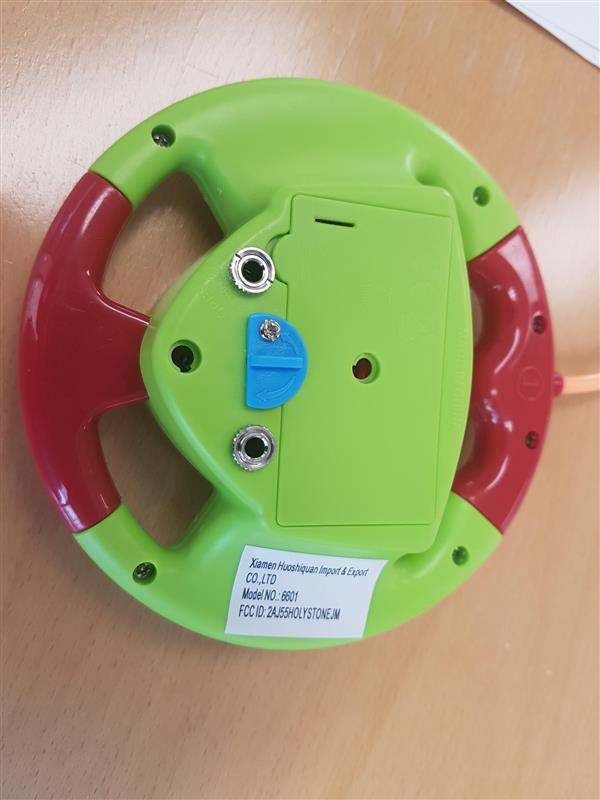 Xiamen Huoshiquan Import & Export
CO.,LTD
Model NO.: 6601
FCC ID: 2AJ55HOLYSTONEJM